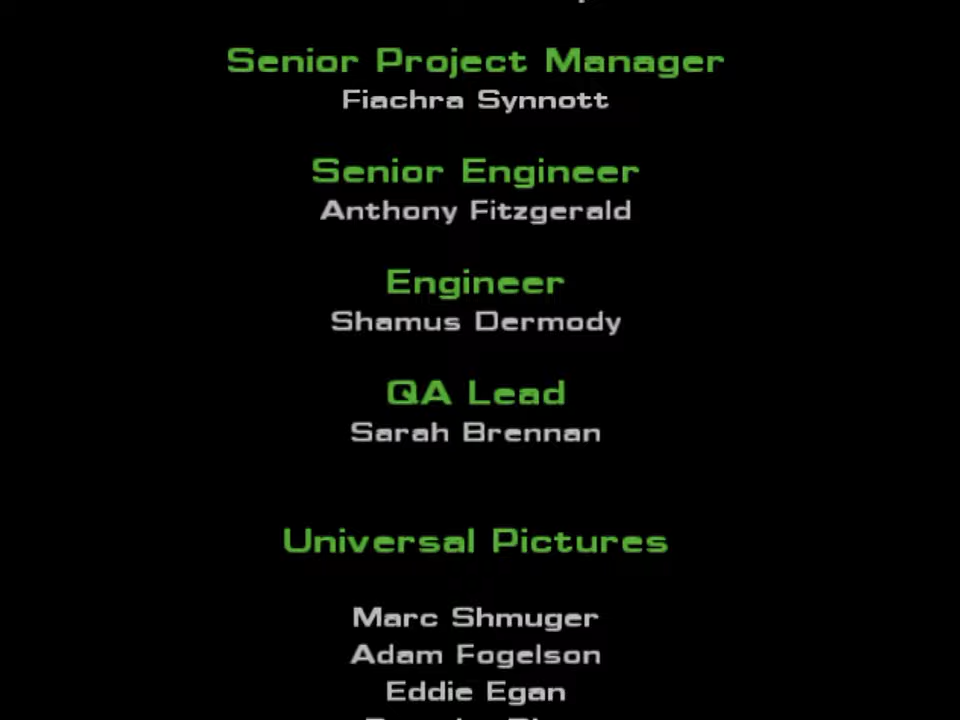 Senior Project Manager
Fiachra Synnott
Senior Engineer
Anthony Fitzgerald
Engineer
Shamus Dermody
QA Lead
Sarah Brennan
Universal Pictures
Marc Shmuger
Adam Fogelson
Eddie Egan